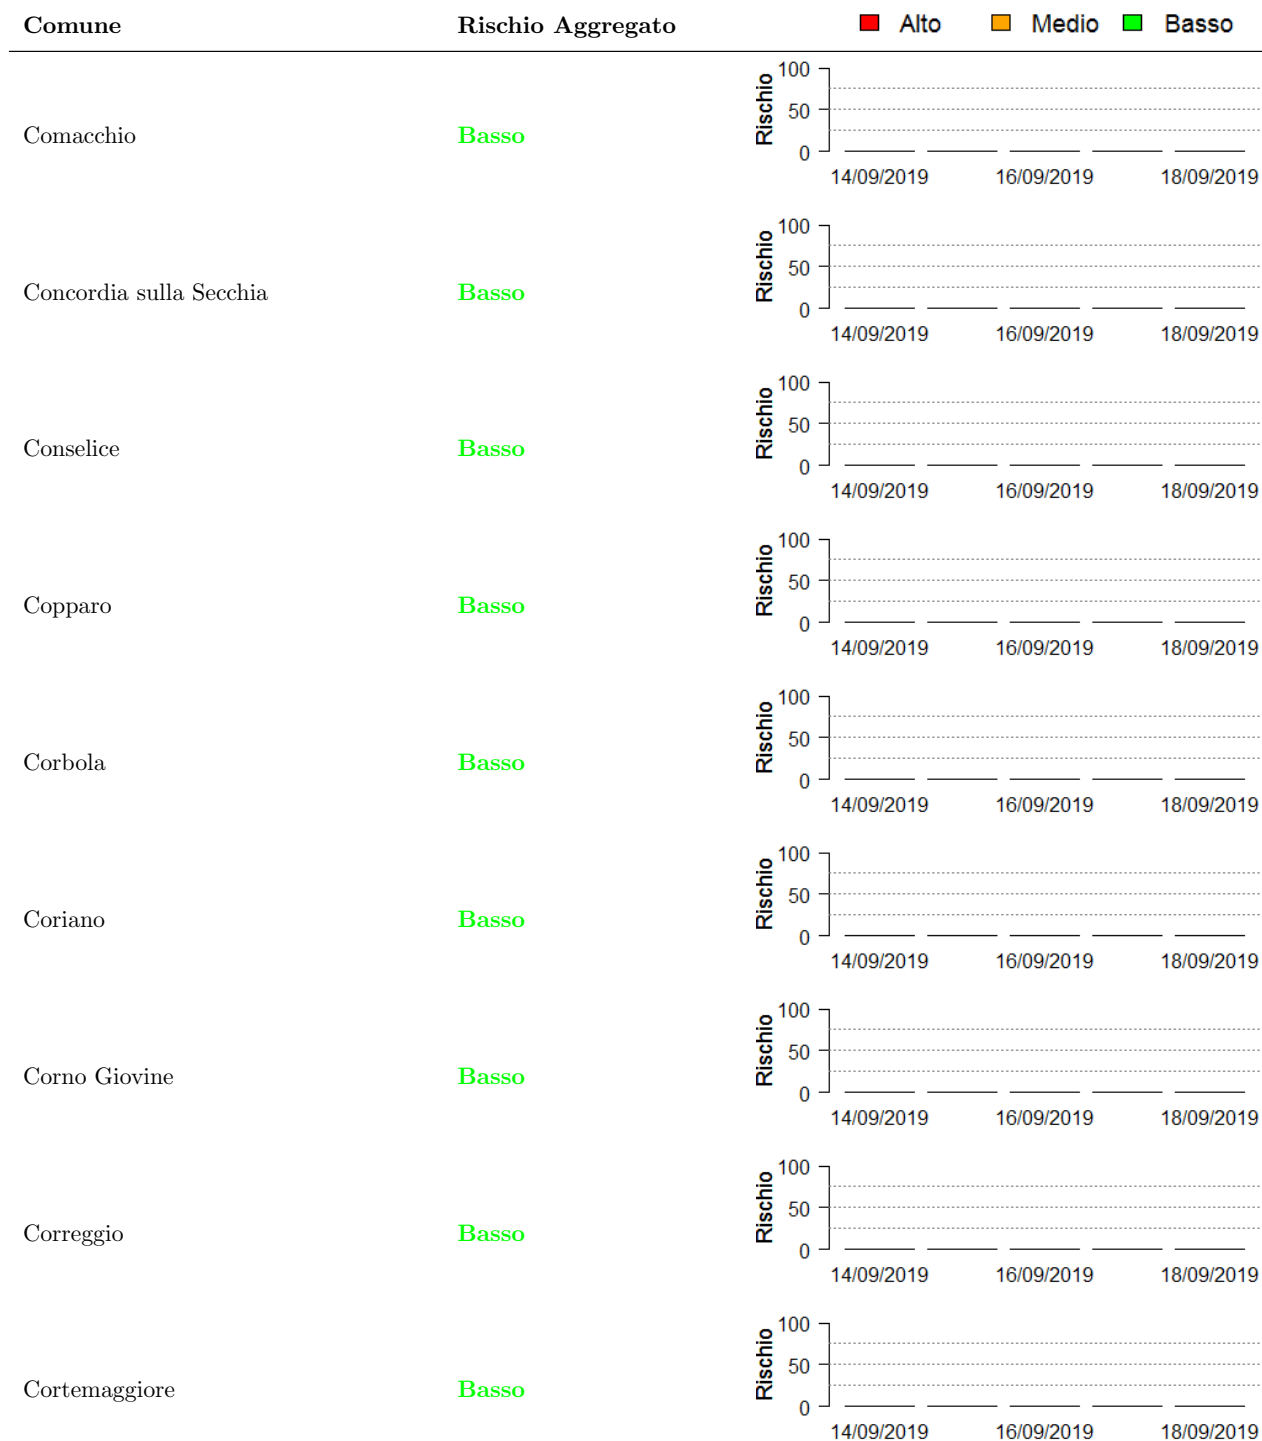 Comune Rischio Aggregato Alto Medio Basso
100
Rischio
50
Comacchio Basso
0
14/09/2019 16/09/2019 18/09/2019
100
Rischio
50
Concordia sulla Secchia Basso
0
14/09/2019 16/09/2019 18/09/2019
100
Rischio
50
Conselice Basso
0
14/09/2019 16/09/2019 18/09/2019
100
Rischio
50
Copparo Basso
0
14/09/2019 16/09/2019 18/09/2019
100
Rischio
50
Corbola Basso
0
14/09/2019 16/09/2019 18/09/2019
100
Rischio
50
Coriano Basso
0
14/09/2019 16/09/2019 18/09/2019
100
Rischio
50
Corno Giovine Basso
0
14/09/2019 16/09/2019 18/09/2019
100
Rischio
50
Correggio Basso
0
14/09/2019 16/09/2019 18/09/2019
100
Rischio
50
Cortemaggiore Basso
0
14/09/2019 16/09/2019 18/09/2019